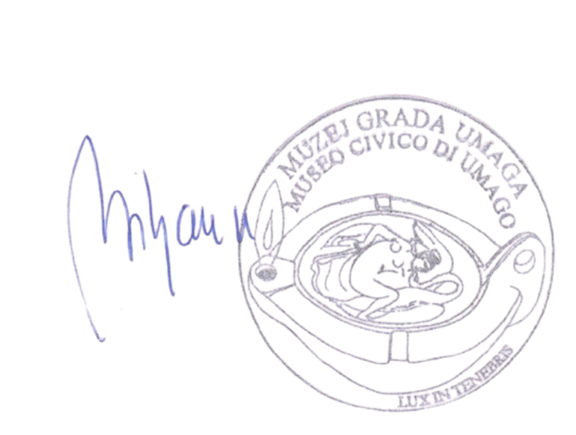 MUZEJ GRADA UMAGA
MUSEO CIVICO DI UMAGO
LUX IN TENEBRIS